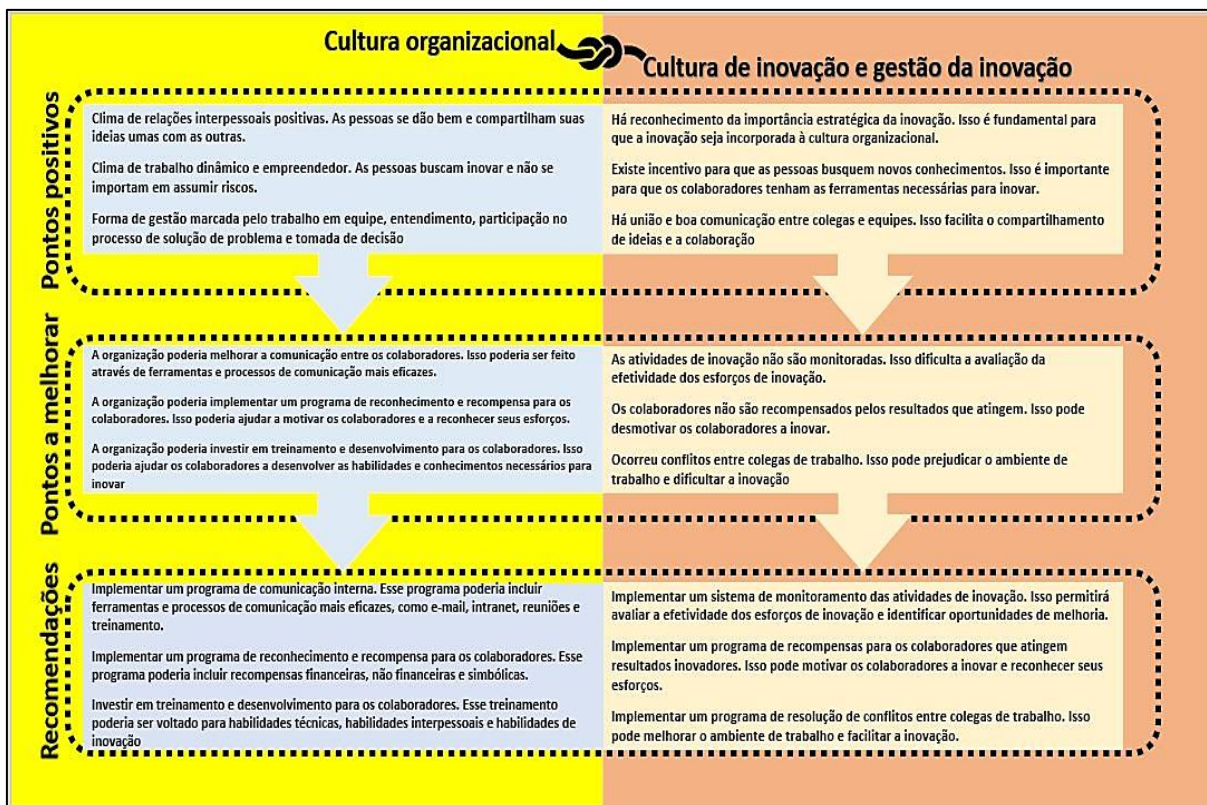 Cultura organizacional
Cultura de inovação e gestão da inovação
Pontos positivos
Clima de relações interpessoais positivas. As pessoas se dão bem e compartilham suas
ideias umas com as outras.
Clima de trabalho dinâmico e empreendedor. As pessoas buscam inovar e não se
importam em assumir riscos.
Forma de gestão marcada pelo trabalho em equipe, entendimento, participação no
processo de solução de problema e tomada de decisão
Há reconhecimento da importância estratégica da inovação. Isso é fundamental para
que a inovação seja incorporada à cultura organizacional.
Existe incentivo para que as pessoas busquem novos conhecimentos. Isso é importante
para que os colaboradores tenham as ferramentas necessárias para inovar.
Há união e boa comunicação entre colegas e equipes. Isso facilita o compartilhamento
de ideias e a colaboração
Pontos a melhorar
A organização poderia melhorar a comunicação entre os colaboradores. Isso poderia ser feito
através de ferramentas e processos de comunicação mais eficazes.
A organização poderia implementar um programa de reconhecimento e recompensa para os
colaboradores. Isso poderia ajudar a motivar os colaboradores e a reconhecer seus esforços.
A organização poderia investir em treinamento e desenvolvimento para os colaboradores. Isso
poderia ajudar os colaboradores a desenvolver as habilidades e conhecimentos necessários para
inovar
As atividades de inovação não são monitoradas. Isso dificulta a avaliação da
efetividade dos esforços de inovação.
Os colaboradores não são recompensados pelos resultados que atingem. Isso pode
desmotivar os colaboradores a inovar.
Ocorreu conflitos entre colegas de trabalho. Isso pode prejudicar o ambiente de
trabalho e dificultar a inovação
Recomendações
Implementar um programa de comunicação interna. Esse programa poderia incluir
ferramentas e processos de comunicação mais eficazes, como e-mail, intranet, reuniões e
treinamento.
Implementar um programa de reconhecimento e recompensa para os colaboradores. Esse
programa poderia incluir recompensas financeiras, não financeiras e simbólicas.
Investir em treinamento e desenvolvimento para os colaboradores. Esse treinamento
poderia ser voltado para habilidades técnicas, habilidades interpessoais e habilidades de
inovação
Implementar um sistema de monitoramento das atividades de inovação. Isso permitirá
avaliar a efetividade dos esforços de inovação e identificar oportunidades de melhoria.
Implementar um programa de recompensas para os colaboradores que atingem
resultados inovadores. Isso pode motivar os colaboradores a inovar e reconhecer seus
esforços.
Implementar um programa de resolução de conflitos entre colegas de trabalho. Isso
pode melhorar o ambiente de trabalho e facilitar a inovação.